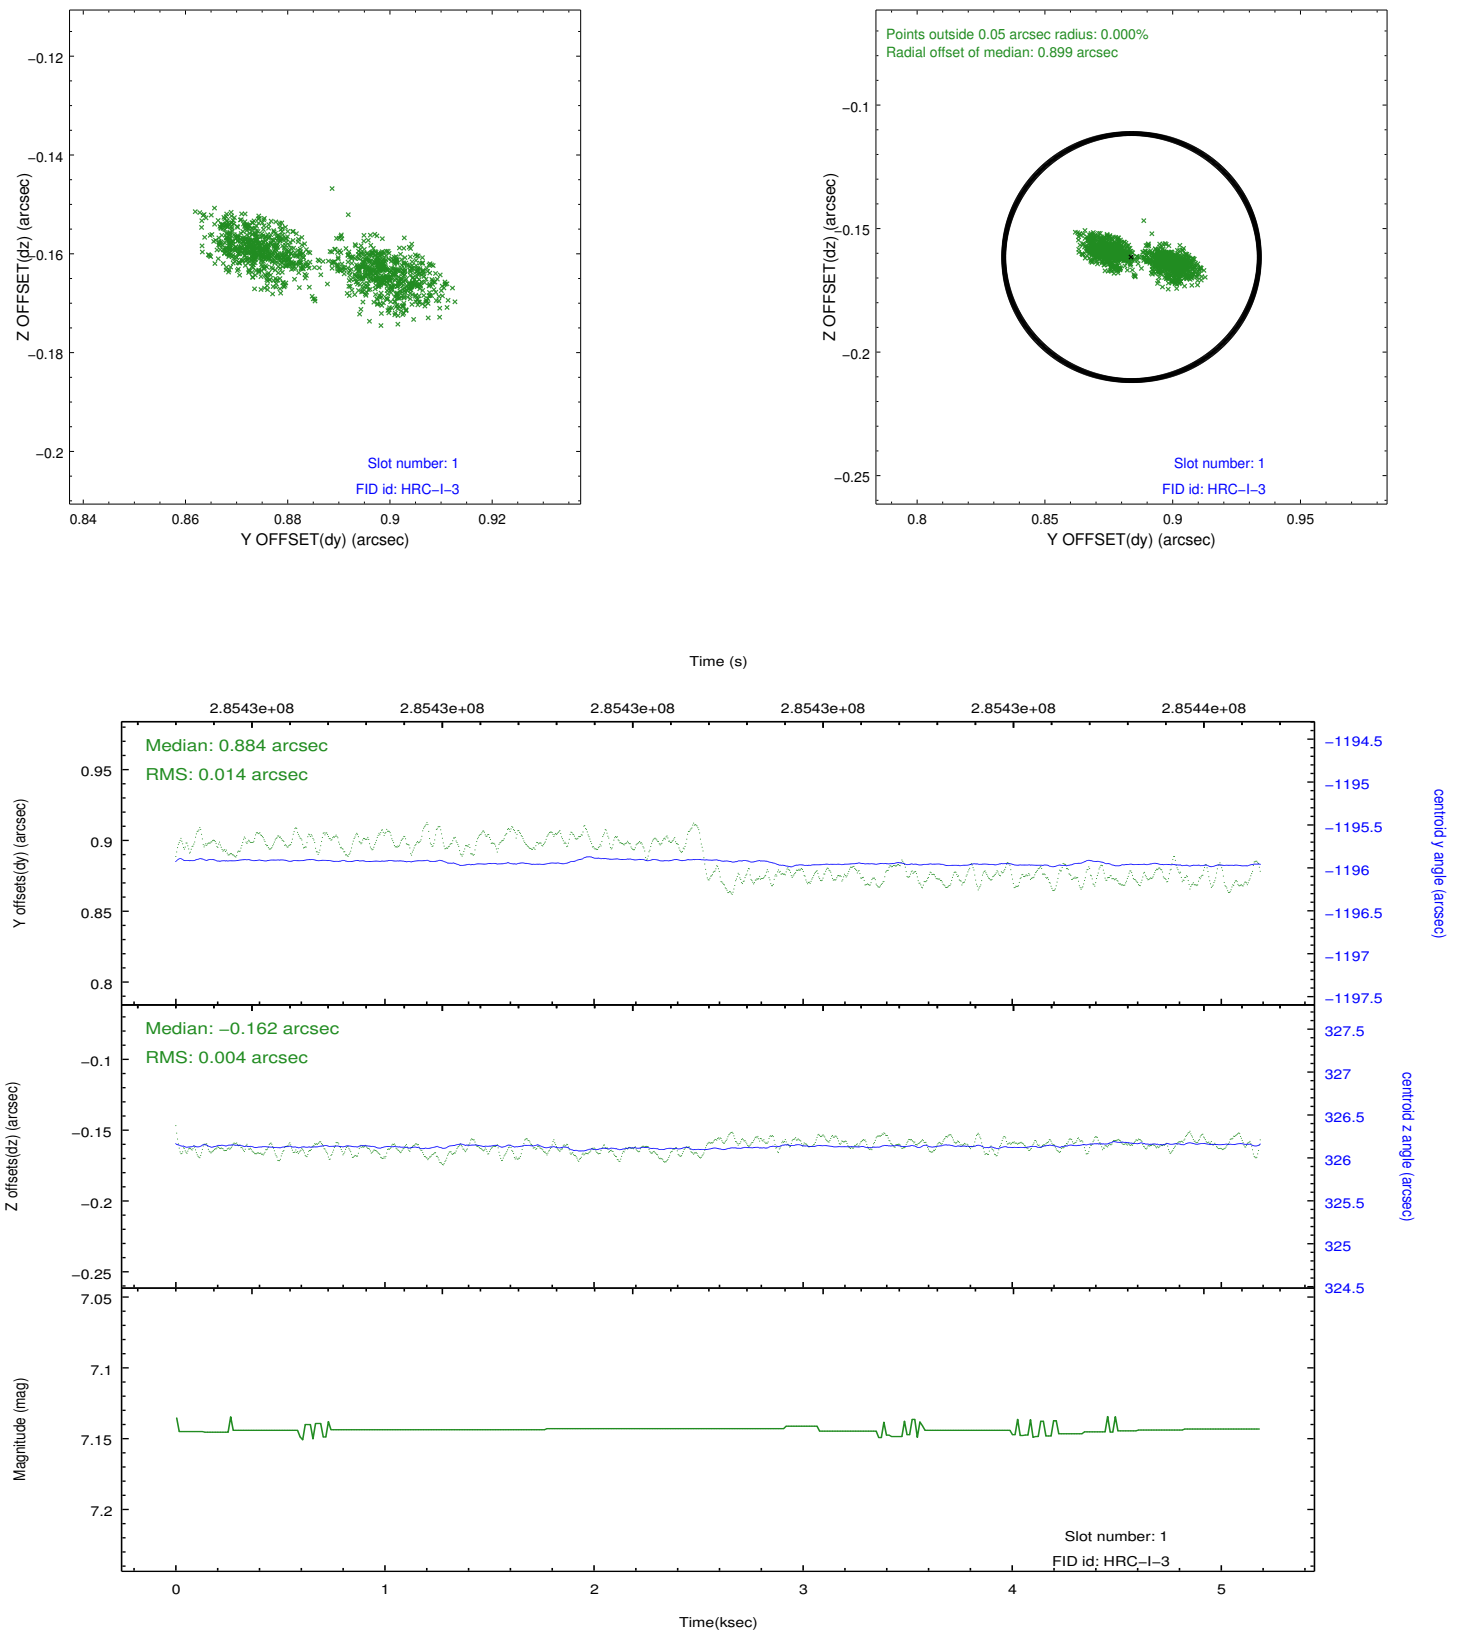 −0.12
−0.14
−0.16
−0.18
−0.2
Z OFFSET(dz) (arcsec)
0.84
0.86
0.88
0.9
0.92
Y OFFSET(dy) (arcsec)
Slot number: 1
FID id: HRC−I−3
Points outside 0.05 arcsec radius: 0.000%
Radial offset of median: 0.899 arcsec
−0.1
−0.15
−0.2
−0.25
Z OFFSET(dz) (arcsec)
0.8
0.85
0.9
0.95
Y OFFSET(dy) (arcsec)
Slot number: 1
FID id: HRC−I−3
Time (s)
2.8543e+08
2.8543e+08
2.8543e+08
2.8543e+08
2.8543e+08
2.8544e+08
Median: 0.884 arcsec
RMS: 0.014 arcsec
0.95
0.9
0.85
0.8
Y offsets(dy) (arcsec)
−1194.5
−1195
−1195.5
−1196
−1196.5
−1197
−1197.5
centroid y angle (arcsec)
Median: −0.162 arcsec
RMS: 0.004 arcsec
−0.1
−0.15
−0.2
−0.25
Z offsets(dz) (arcsec)
327.5
327
326.5
326
325.5
325
324.5
centroid z angle (arcsec)
7.05
7.1
7.15
7.2
Magnitude (mag)
Slot number: 1
FID id: HRC−I−3
0
1
2
3
4
5
Time(ksec)